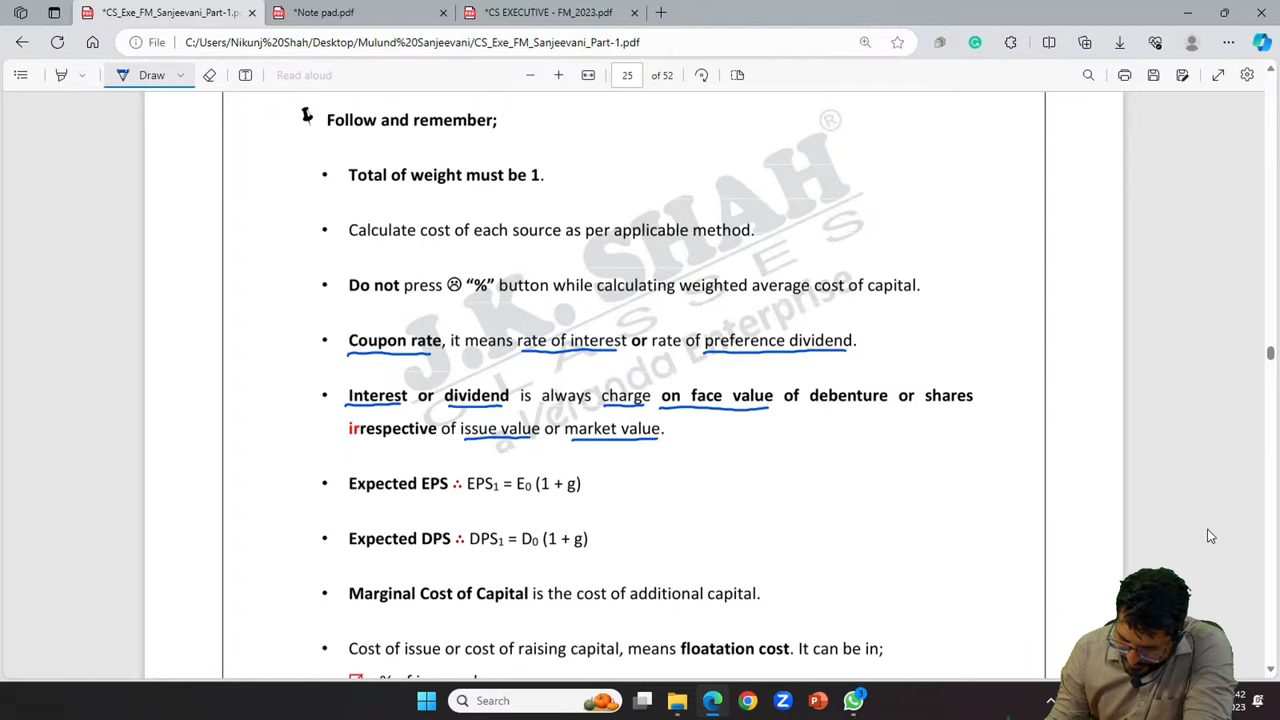 *CS_Exe_FM_Sanjeevani_Part-1.p
*Note pad.pdf
*CS EXECUTIVE - FM_2023.pdf
File
C:/Users/Nikunj%20Shah/Desktop/Mulund%20Sanjeevani/CS_Exe_FM_Sanjeevani_Part-1.pdf
Draw
Read aloud
25 of 52
Follow and remember;
• Total of weight must be 1.
• Calculate cost of each source as per applicable method.
• Do not press ☹ “%” button while calculating weighted average cost of capital.
• Coupon rate, it means rate of interest or rate of preference dividend.
• Interest or dividend is always charge on face value of debenture or shares
irrespective of issue value or market value.
• Expected EPS ∴ EPS₁ = E₀ (1 + g)
• Expected DPS ∴ DPS₁ = D₀ (1 + g)
• Marginal Cost of Capital is the cost of additional capital.
• Cost of issue or cost of raising capital, means floatation cost. It can be in;
J.K. SHAH ®
CLASSES
a Veranda Enterprise
Search
3